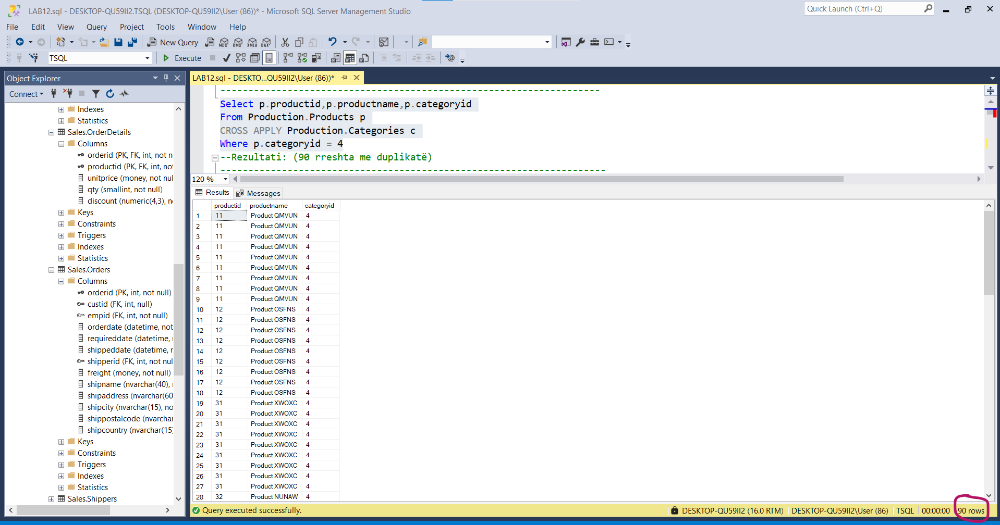 LAB12.sql - DESKTOP-QU59II2.TSQL (DESKTOP-QU59II2\User (86))* - Microsoft SQL Server Management Studio
Quick Launch (Ctrl+Q)
File Edit View Query Project Tools Window Help
New Query
MDX DMX XMLA DAX
TSQL
Execute
Object Explorer
Connect
Indexes
Statistics
Sales.OrderDetails
Columns
orderid (PK, FK, int, not n
productid (PK, FK, int, no
unitprice (money, not nul
qty (smallint, not null)
discount (numeric(4,3), n
Keys
Constraints
Triggers
Indexes
Statistics
Sales.Orders
Columns
orderid (PK, int, not null)
custid (FK, int, null)
empid (FK, int, not null)
orderdate (datetime, not
requireddate (datetime,
shippeddate (datetime, r
shipperid (FK, int, not nul
freight (money, not null)
shipname (nvarchar(40),
shipaddress (nvarchar(60
shipcity (nvarchar(15), no
shippostalcode (nvarchar
shipcountry (nvarchar(15)
Keys
Constraints
Triggers
Indexes
Statistics
Sales.Shippers
LAB12.sql - DESKTO...QU59II2\User (86))*
--------------------------------------------------------------------
Select p.productid,p.productname,p.categoryid
From Production.Products p
CROSS APPLY Production.Categories c
Where p.categoryid = 4
--Rezultati: (90 rreshta me duplikatë)
---------------------------------------------------------------------
120 %
Results Messages
productid productname categoryid
1 11 Product QMVUN 4
2 11 Product QMVUN 4
3 11 Product QMVUN 4
4 11 Product QMVUN 4
5 11 Product QMVUN 4
6 11 Product QMVUN 4
7 11 Product QMVUN 4
8 11 Product QMVUN 4
9 11 Product QMVUN 4
10 12 Product OSFNS 4
11 12 Product OSFNS 4
12 12 Product OSFNS 4
13 12 Product OSFNS 4
14 12 Product OSFNS 4
15 12 Product OSFNS 4
16 12 Product OSFNS 4
17 12 Product OSFNS 4
18 12 Product OSFNS 4
19 31 Product XWOXC 4
20 31 Product XWOXC 4
21 31 Product XWOXC 4
22 31 Product XWOXC 4
23 31 Product XWOXC 4
24 31 Product XWOXC 4
25 31 Product XWOXC 4
26 31 Product XWOXC 4
27 31 Product XWOXC 4
28 32 Product NUNAW 4
Query executed successfully.
DESKTOP-QU59II2 (16.0 RTM) DESKTOP-QU59II2\User (86) TSQL 00:00:00 90 rows